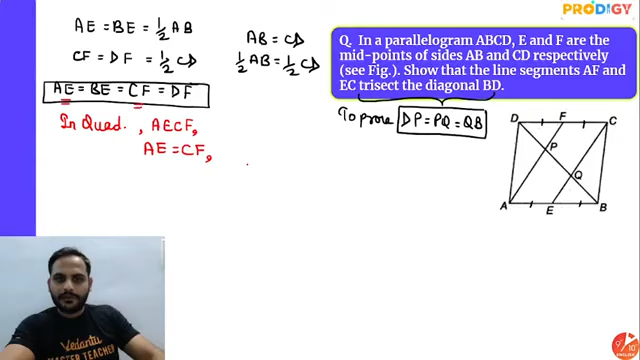 AE = BE = 1/2 AB
CF = DF = 1/2 CD
AE = BE = CF = DF
In Quad. , AECF,
AE = CF,
AB = CD
1/2 AB = 1/2 CD
PRODIGY
Q. In a parallelogram ABCD, E and F are the
mid-points of sides AB and CD respectively
(see Fig.). Show that the line segments AF and
EC trisect the diagonal BD.
To prove DP = PQ = QB
D F C
P
Q
A E B
Vedantu
MASTER TEACHER
9 10